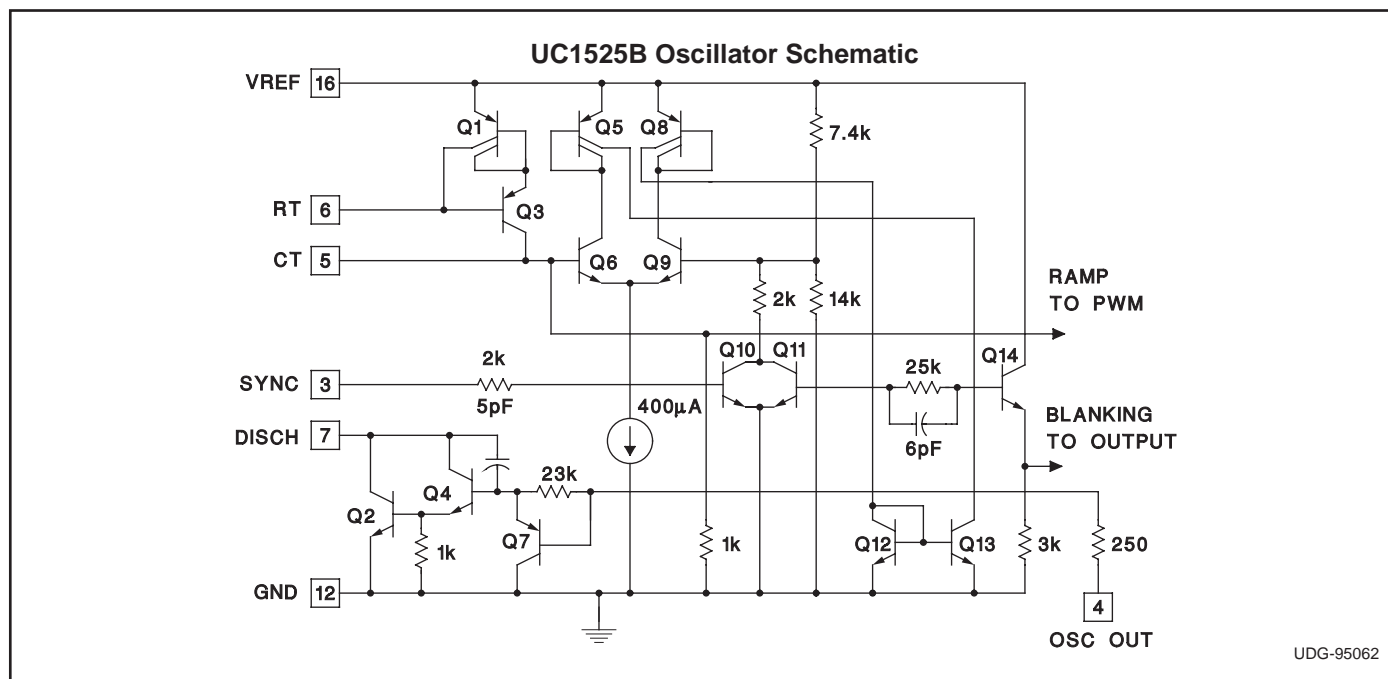 UC1525B Oscillator Schematic
VREF 16
Q1
Q5
Q8
7.4k
RT 6
Q3
CT 5
Q6
Q9
2k
14k
RAMP
TO PWM
Q10
Q11
Q14
SYNC 3
2k
5pF
25k
6pF
400µA
BLANKING
TO OUTPUT
DISCH 7
23k
Q4
Q2
1k
Q7
1k
Q12
Q13
3k
250
GND 12
4
OSC OUT
UDG-95062